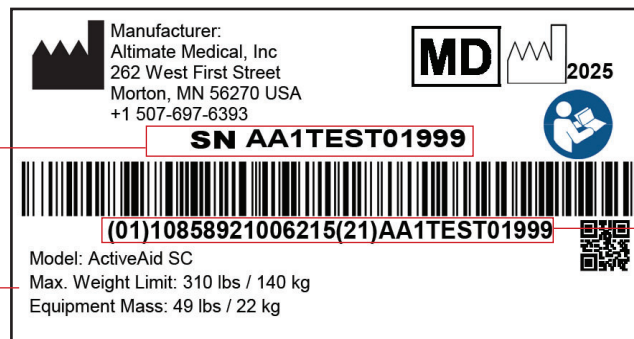 Manufacturer:
Altimate Medical, Inc
262 West First Street
Morton, MN 56270 USA
+1 507-697-6393
MD
2025
SN AA1TEST01999
(01)10858921006215(21)AA1TEST01999
Model: ActiveAid SC
Max. Weight Limit: 310 lbs / 140 kg
Equipment Mass: 49 lbs / 22 kg